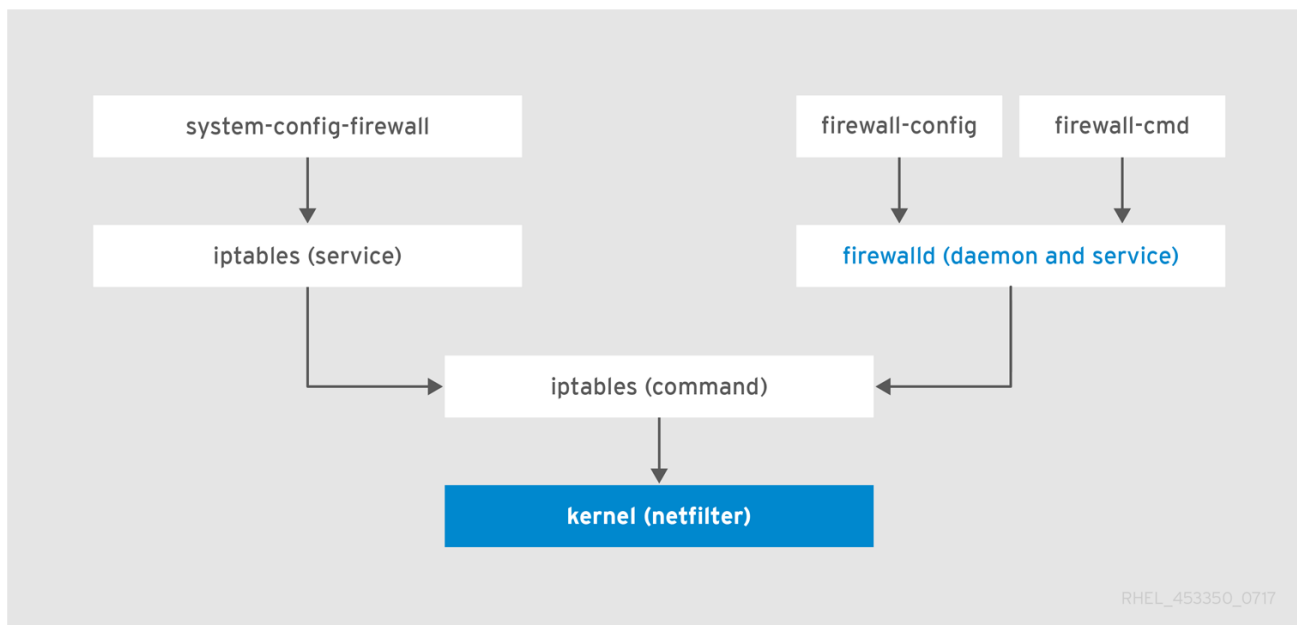 system-config-firewall
firewall-config
firewall-cmd
iptables (service)
firewalld (daemon and service)
iptables (command)
kernel (netfilter)
RHEL_453350_0717